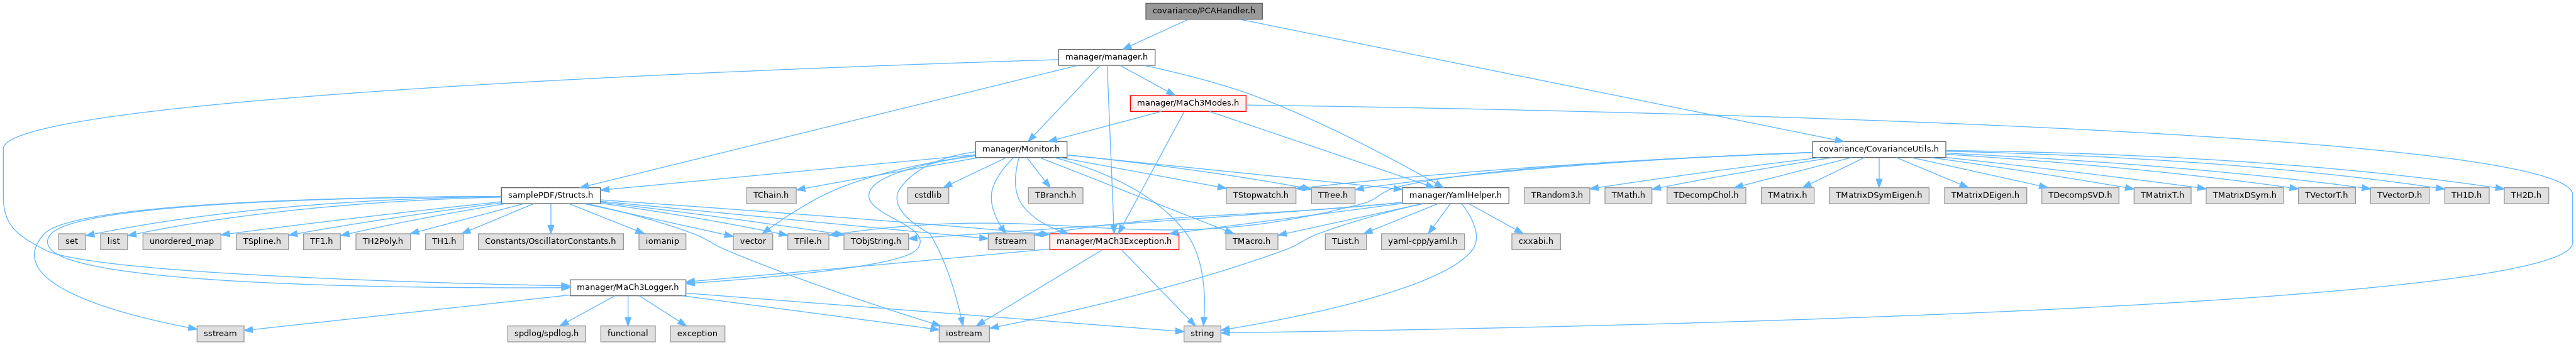 covariance/PCAHandler.h
manager/manager.h
manager/MaCh3Modes.h
manager/Monitor.h
covariance/CovarianceUtils.h
samplePDF/Structs.h
TChain.h
cstdlib
TBranch.h
TStopwatch.h
TTree.h
manager/YamlHelper.h
TRandom3.h
TMath.h
TDecompChol.h
TMatrix.h
TMatrixDSymEigen.h
TMatrixDEigen.h
TDecompSVD.h
TMatrixT.h
TMatrixDSym.h
TVectorT.h
TVectorD.h
TH1D.h
TH2D.h
set
list
unordered_map
TSpline.h
TF1.h
TH2Poly.h
TH1.h
Constants/OscillatorConstants.h
iomanip
vector
TFile.h
TObjString.h
fstream
manager/MaCh3Exception.h
TMacro.h
TList.h
yaml-cpp/yaml.h
cxxabi.h
manager/MaCh3Logger.h
sstream
spdlog/spdlog.h
functional
exception
iostream
string